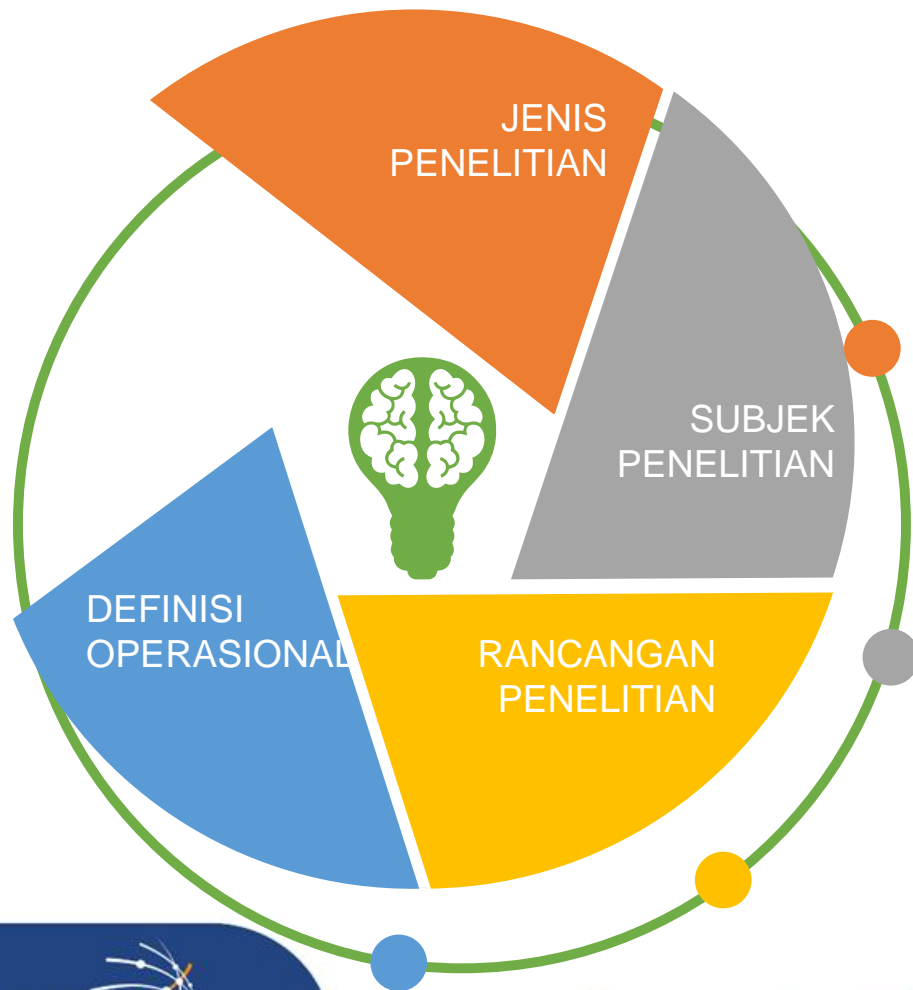 JENIS
PENELITIAN
SUBJEK
PENELITIAN
RANCANGAN
PENELITIAN
DEFINISI
OPERASIONAL